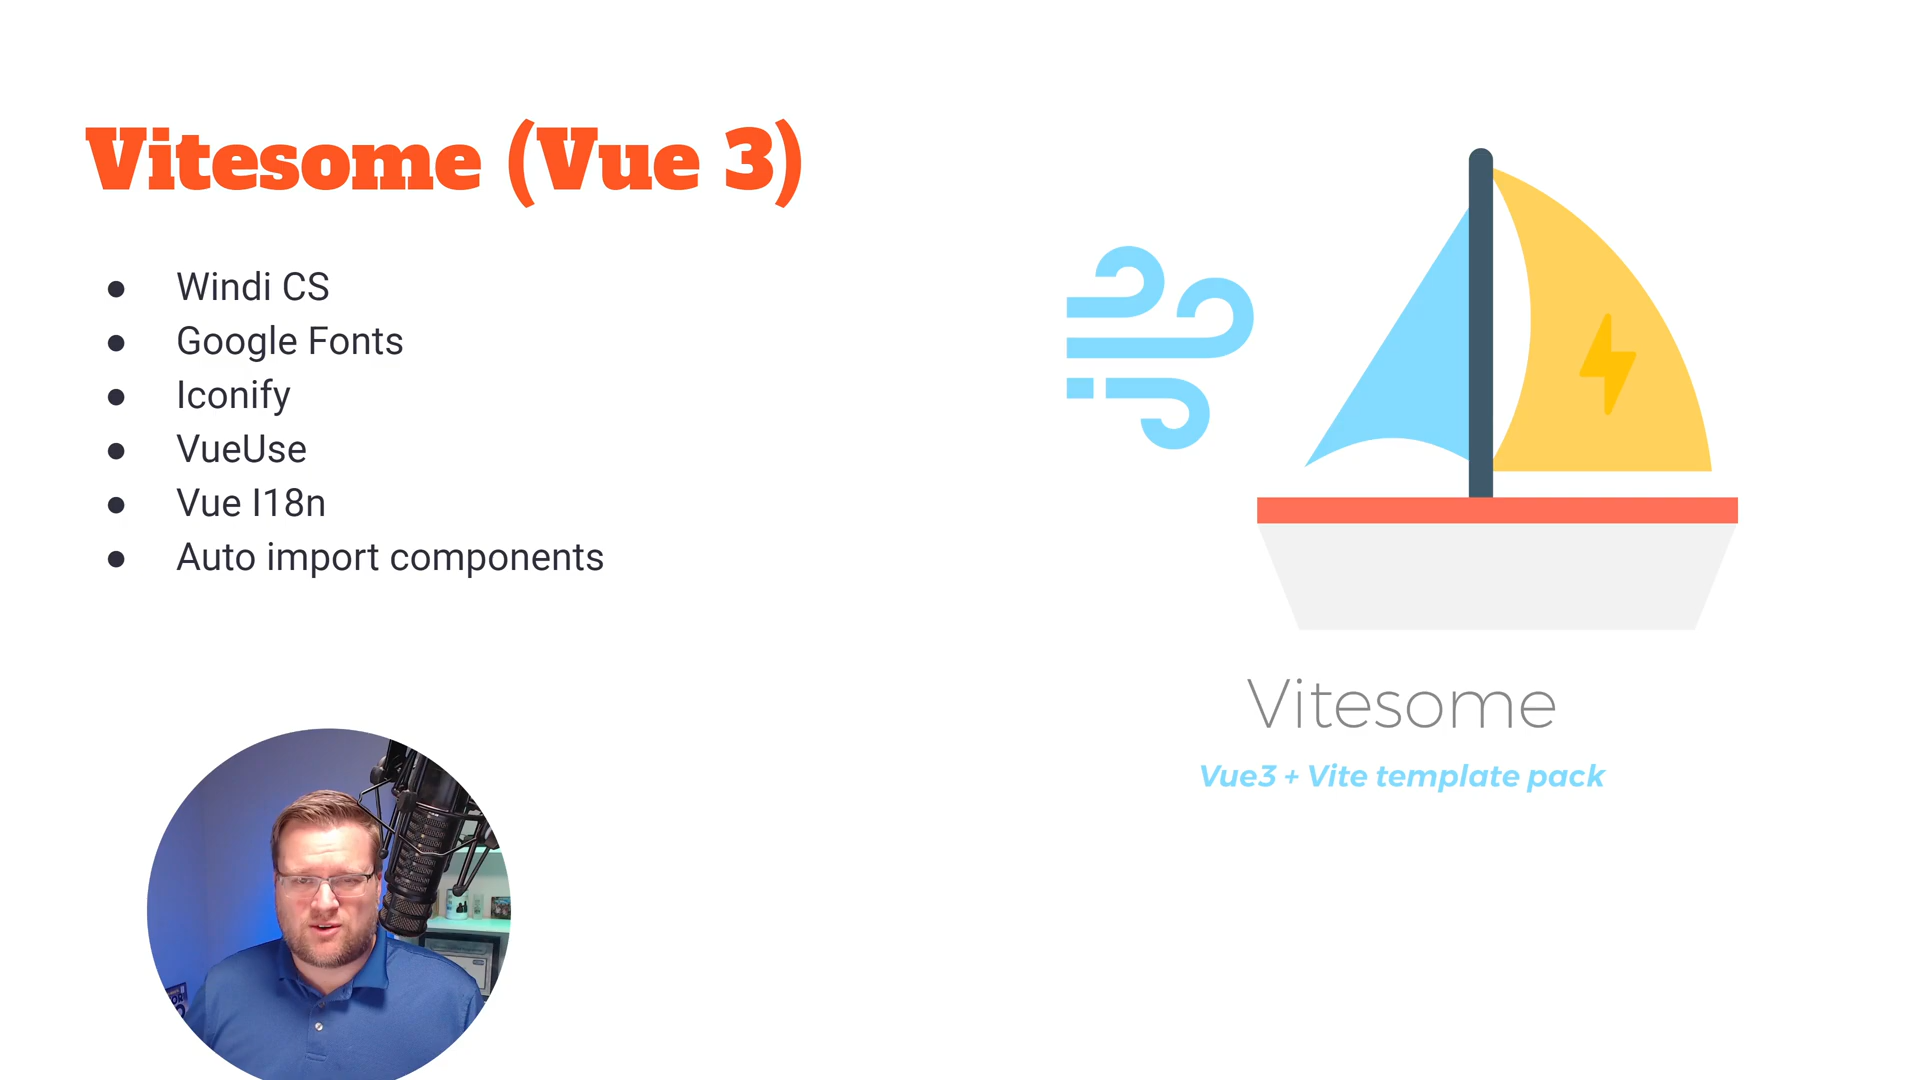 Vitesome (Vue 3)
Windi CS
Google Fonts
Iconify
VueUse
Vue I18n
Auto import components
Vitesome
Vue3 + Vite template pack